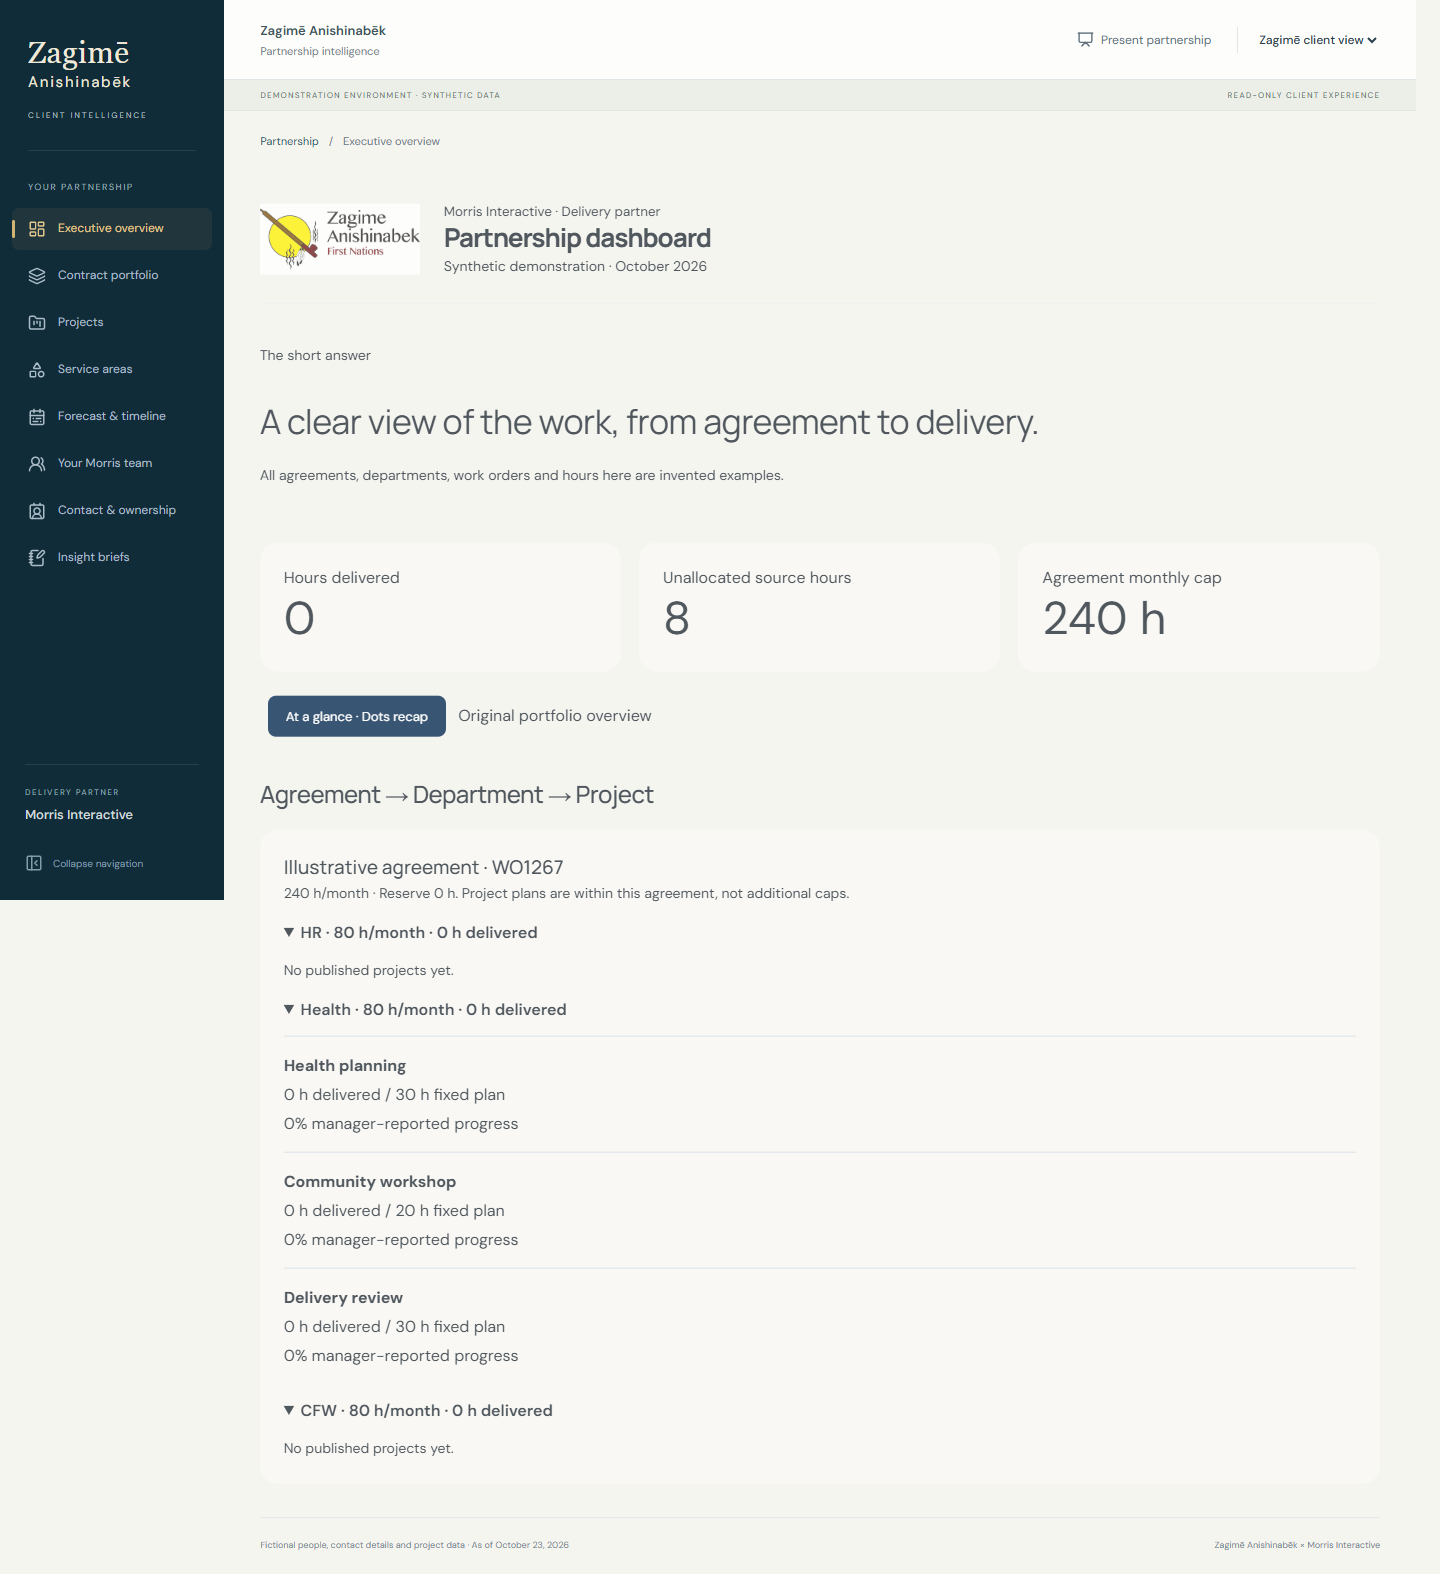 Zagimē
Anishinabēk
CLIENT INTELLIGENCE
YOUR PARTNERSHIP
Executive overview
Contract portfolio
Projects
Service areas
Forecast & timeline
Your Morris team
Contact & ownership
Insight briefs
DELIVERY PARTNER
Morris Interactive
Collapse navigation
Zagimē Anishinabēk
Partnership intelligence
Present partnership
Zagimē client view
DEMONSTRATION ENVIRONMENT · SYNTHETIC DATA
READ-ONLY CLIENT EXPERIENCE
Partnership / Executive overview
Zagime
Anishinabek
First Nations
Morris Interactive · Delivery partner
Partnership dashboard
Synthetic demonstration · October 2026
The short answer
A clear view of the work, from agreement to delivery.
All agreements, departments, work orders and hours here are invented examples.
Hours delivered
0
Unallocated source hours
8
Agreement monthly cap
240 h
At a glance · Dots recap
Original portfolio overview
Agreement → Department → Project
Illustrative agreement · WO1267
240 h/month · Reserve 0 h. Project plans are within this agreement, not additional caps.
▼ HR · 80 h/month · 0 h delivered
No published projects yet.
▼ Health · 80 h/month · 0 h delivered
Health planning
0 h delivered / 30 h fixed plan
0% manager-reported progress
Community workshop
0 h delivered / 20 h fixed plan
0% manager-reported progress
Delivery review
0 h delivered / 30 h fixed plan
0% manager-reported progress
▼ CFW · 80 h/month · 0 h delivered
No published projects yet.
Fictional people, contact details and project data · As of October 23, 2026
Zagimē Anishinabēk × Morris Interactive